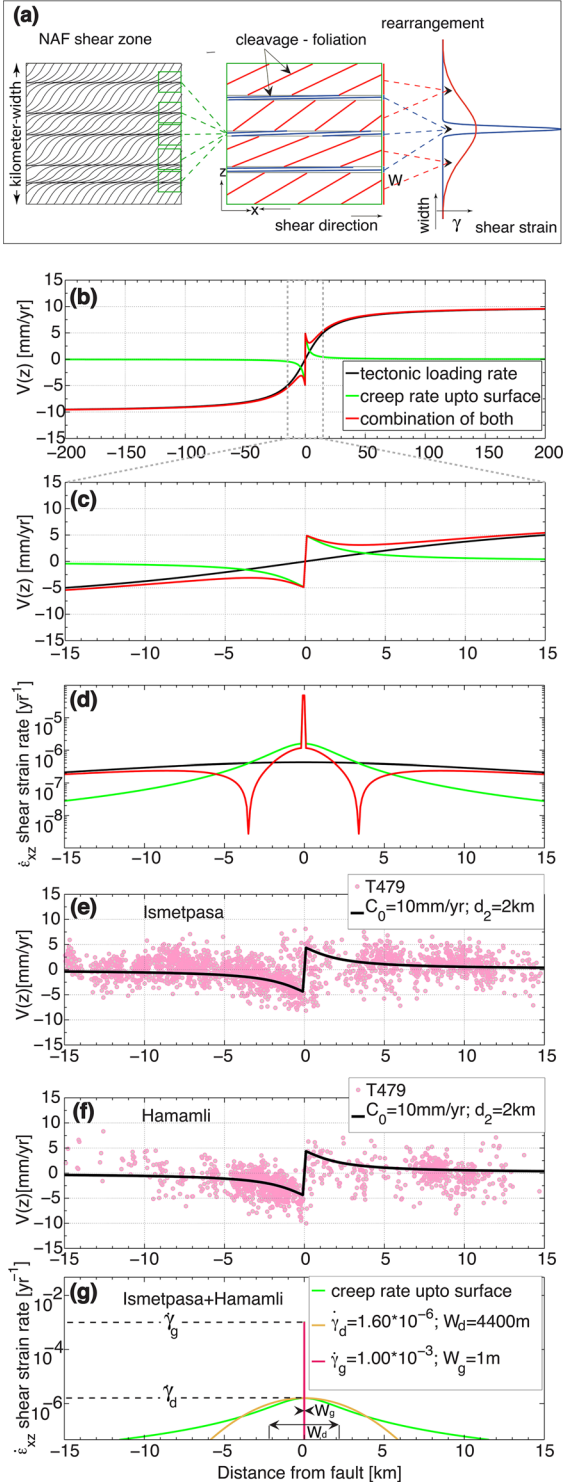 (a)
rearrangement
NAF shear zone
cleavage - foliation
kilometer-width
z
x
W
shear direction
width
γ
shear strain
(b)
V(z) [mm/yr]
15
10
5
0
−5
−10
−15
tectonic loading rate
creep rate upto surface
combination of both
−200 −150 −100 −50 0 50 100 150 200
(c)
V(z) [mm/yr]
15
10
5
0
−5
−10
−15
−15 −10 −5 0 5 10 15
(d)
ε̇xz shear strain rate [yr⁻¹]
10⁻⁵
10⁻⁶
10⁻⁷
10⁻⁸
−15 −10 −5 0 5 10 15
(e)
Ismetpasa
T479
C₀=10mm/yr; d₂=2km
V(z)[mm/yr]
15
10
5
0
−5
−10
−15
−15 −10 −5 0 5 10 15
(f)
Hamamli
T479
C₀=10mm/yr; d₂=2km
V(z)[mm/yr]
15
10
5
0
−5
−10
−15
−15 −10 −5 0 5 10 15
(g)
Ismetpasa+Hamamli
creep rate upto surface
γ̇d=1.60*10⁻⁶; Wd=4400m
γ̇g=1.00*10⁻³; Wg=1m
ε̇xz shear strain rate [yr⁻¹]
10⁻²
10⁻⁴
10⁻⁶
γ̇g
γd
Wg
Wd
−15 −10 −5 0 5 10 15
Distance from fault [km]